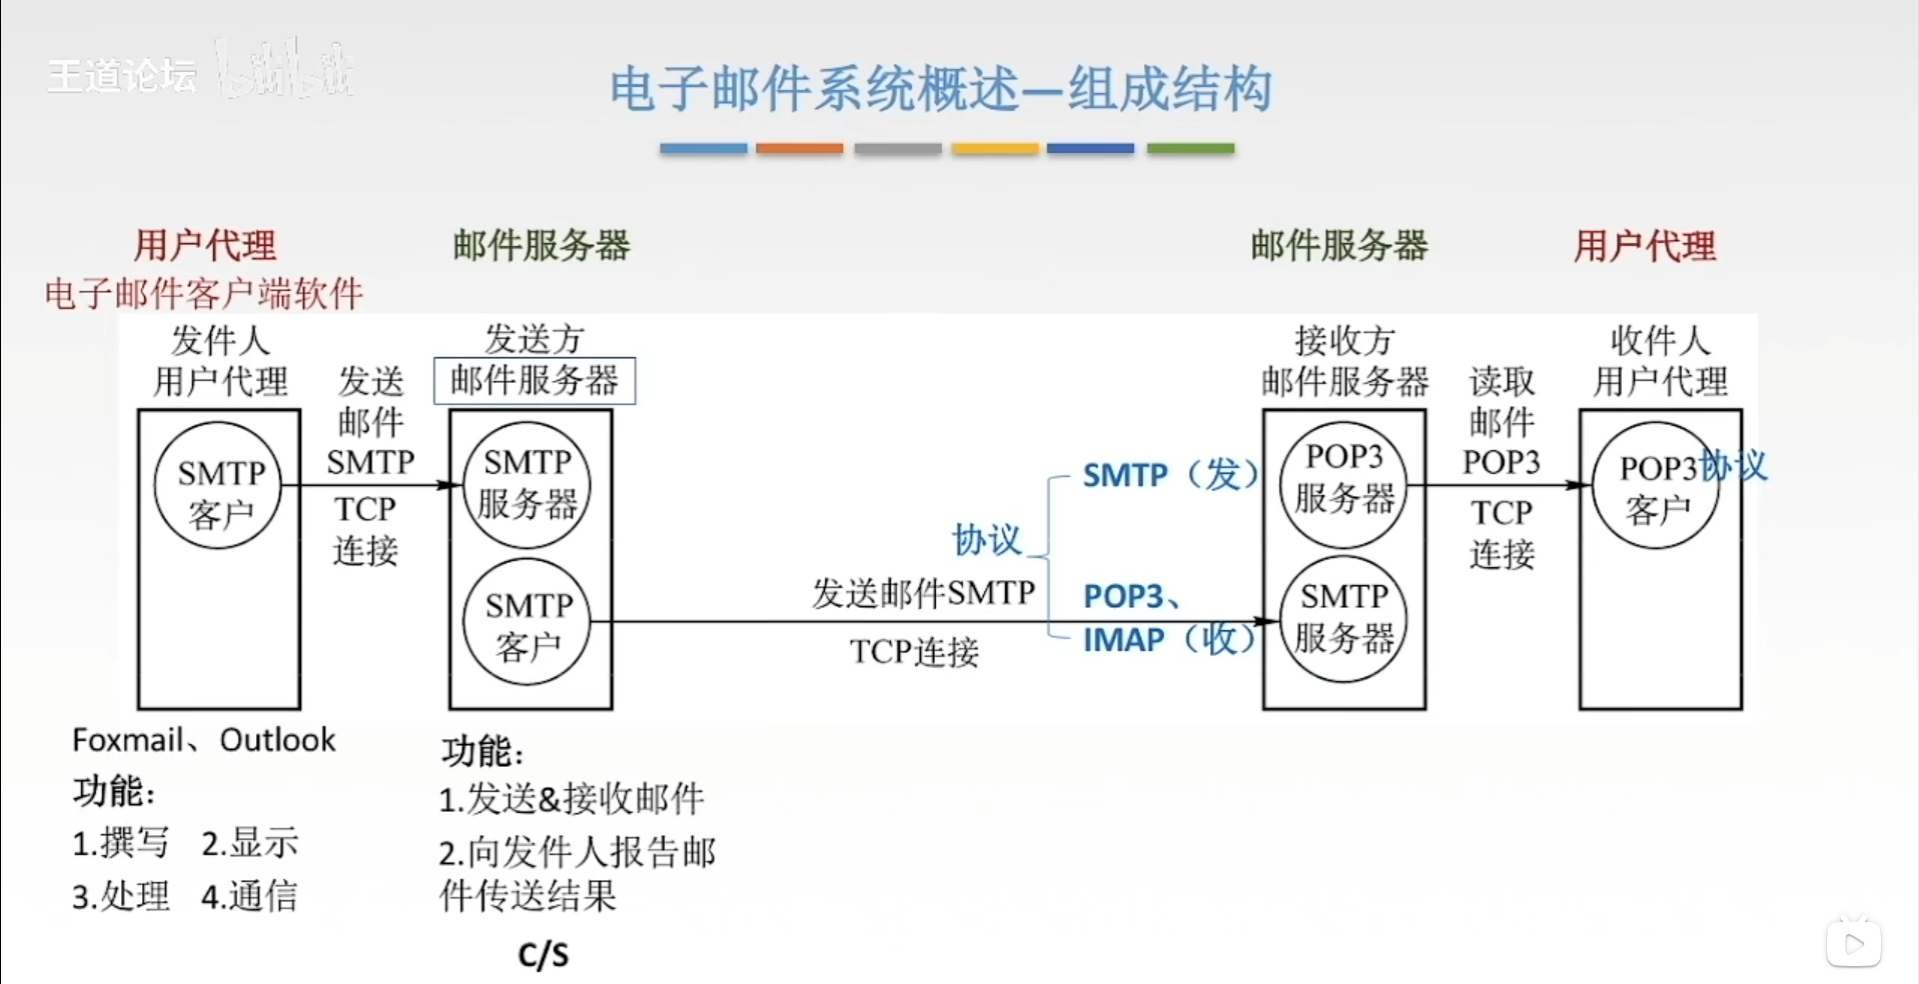 王道论坛 bilibili
电子邮件系统概述—组成结构
用户代理
电子邮件客户端软件
邮件服务器
邮件服务器
用户代理
发件人
用户代理
发送
邮件
SMTP
TCP
连接
发送方
邮件服务器
接收方
邮件服务器
读取
邮件
POP3
TCP
连接
收件人
用户代理
SMTP
客户
SMTP
服务器
SMTP
客户
发送邮件SMTP
TCP连接
协议
SMTP（发）
POP3、
IMAP（收）
POP3
服务器
SMTP
服务器
POP3
客户
协议
Foxmail、Outlook
功能：
1.撰写 2.显示
3.处理 4.通信
功能：
1.发送&接收邮件
2.向发件人报告邮
件传送结果
C/S